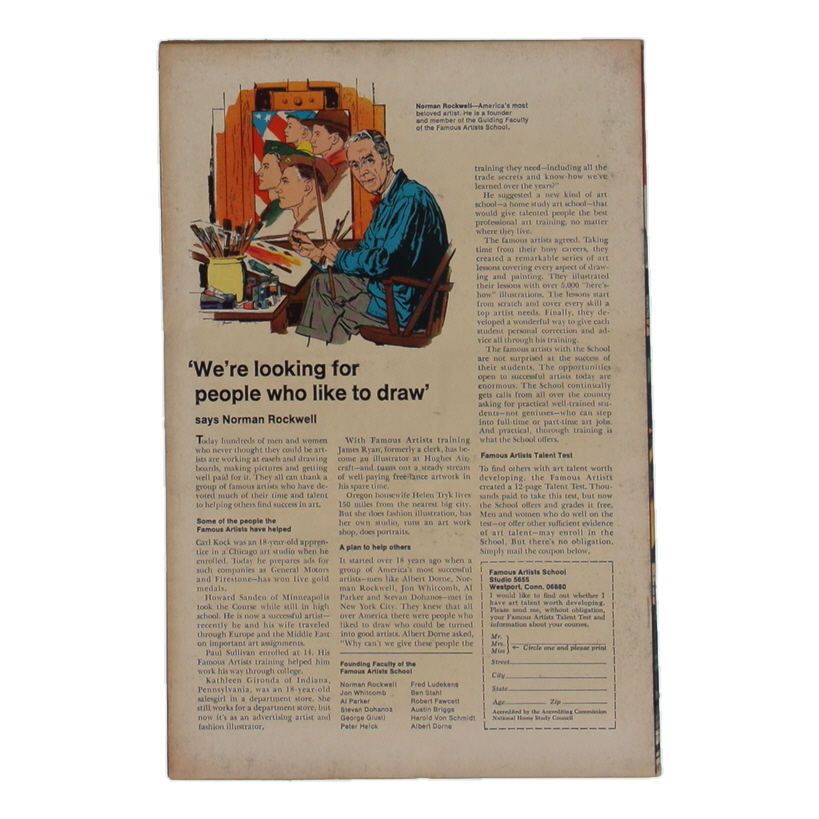 Norman Rockwell—America's most
beloved artist. He is a founder
and member of the Guiding Faculty
of the Famous Artists School.
'We're looking for
people who like to draw'
says Norman Rockwell
Today hundreds of men and women
who never thought they could be art-
ists are working at easels and drawing
boards, making pictures and getting
well paid for it. They all can thank a
group of famous artists who have de-
voted much of their time and talent
to helping others find success in art.
Some of the people the
Famous Artists have helped
Carl Kock was an 18-year-old appren-
tice in a Chicago art studio when he
enrolled. Today he prepares ads for
such companies as General Motors
and Firestone—has won five gold
medals.
Howard Sanden of Minneapolis
took the Course while still in high
school. He is now a successful artist—
recently he and his wife traveled
through Europe and the Middle East
on important art assignments.
Paul Sullivan enrolled at 14. His
Famous Artists training helped him
work his way through college.
Kathleen Gironda of Indiana,
Pennsylvania, was an 18-year-old
salesgirl in a department store. She
still works for a department store, but
now it's as an advertising artist and
fashion illustrator.
With Famous Artists training
James Ryan, formerly a clerk, has be-
come an illustrator at Hughes Air-
craft—and turns out a steady stream
of well-paying free-lance artwork in
his spare time.
Oregon housewife Helen Tryk lives
150 miles from the nearest big city.
But she does fashion illustration, has
her own studio, runs an art work
shop, does portraits.
A plan to help others
It started over 18 years ago when a
group of America's most successful
artists—men like Albert Dorne, Nor-
man Rockwell, Jon Whitcomb, Al
Parker and Stevan Dohanos—met in
New York City. They knew that all
over America there were people who
liked to draw who could be turned
into good artists. Albert Dorne asked,
"Why can't we give these people the
Founding Faculty of the
Famous Artists School
Norman Rockwell
Jon Whitcomb
Al Parker
Stevan Dohanos
George Giusti
Peter Helck
Fred Ludekens
Ben Stahl
Robert Fawcett
Austin Briggs
Harold Von Schmidt
Albert Dorne
training they need—including all the
trade secrets and know-how we've
learned over the years?"
He suggested a new kind of art
school—a home study art school—that
would give talented people the best
professional art training, no matter
where they live.
The famous artists agreed. Taking
time from their busy careers, they
created a remarkable series of art
lessons covering every aspect of draw-
ing and painting. They illustrated
their lessons with over 5,000 "here's-
how" illustrations. The lessons start
from scratch and cover every skill a
top artist needs. Finally, they de-
veloped a wonderful way to give each
student personal correction and ad-
vice all through his training.
The famous artists with the School
are not surprised at the success of
their students. The opportunities
open to successful artists today are
enormous. The School continually
gets calls from all over the country
asking for practical well-trained stu-
dents—not geniuses—who can step
into full-time or part-time art jobs.
And practical, thorough training is
what the School offers.
Famous Artists Talent Test
To find others with art talent worth
developing, the Famous Artists
created a 12-page Talent Test. Thou-
sands paid to take this test, but now
the School offers and grades it free.
Men and women who do well on the
test—or offer other sufficient evidence
of art talent—may enroll in the
School. But there's no obligation.
Simply mail the coupon below.
Famous Artists School
Studio 5655
Westport, Conn. 06880
I would like to find out whether I
have art talent worth developing.
Please send me, without obligation,
your Famous Artists Talent Test and
information about your courses.
Mr.
Mrs.
Miss
← Circle one and please print
Street
City
State
Age Zip
Accredited by the Accrediting Commission
National Home Study Council